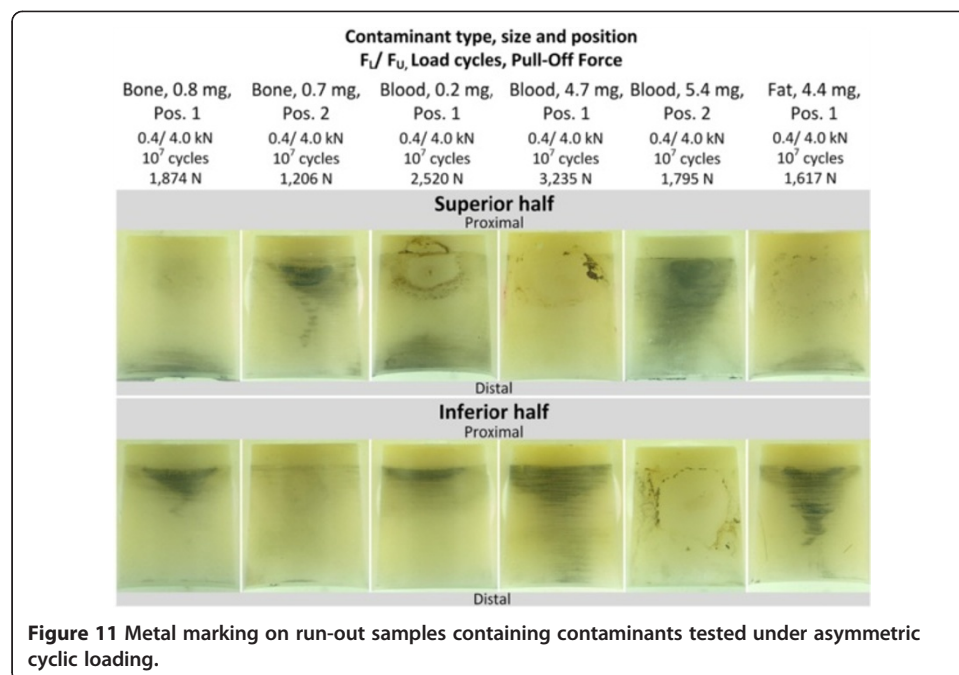 Contaminant type, size and position
FL/ FU, Load cycles, Pull-Off Force
Bone, 0.8 mg, Bone, 0.7 mg, Blood, 0.2 mg, Blood, 4.7 mg, Blood, 5.4 mg, Fat, 4.4 mg,
Pos. 1 Pos. 2 Pos. 1 Pos. 1 Pos. 2 Pos. 1
0.4/ 4.0 kN 0.4/ 4.0 kN 0.4/ 4.0 kN 0.4/ 4.0 kN 0.4/ 4.0 kN 0.4/ 4.0 kN
10⁷ cycles 10⁷ cycles 10⁷ cycles 10⁷ cycles 10⁷ cycles 10⁷ cycles
1,874 N 1,206 N 2,520 N 3,235 N 1,795 N 1,617 N
Superior half
Proximal
Distal
Inferior half
Proximal
Distal
Figure 11 Metal marking on run-out samples containing contaminants tested under asymmetric
cyclic loading.